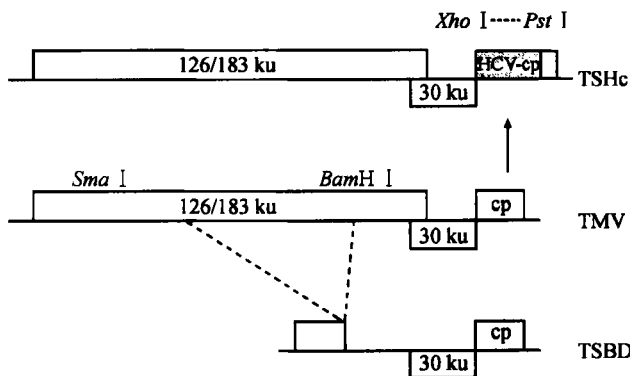 Xho Ⅰ Pst Ⅰ
126/183 ku
HCV-cp
TSHc
30 ku
Sma Ⅰ
BamH Ⅰ
126/183 ku
cp
TMV
30 ku
cp
TSBD
30 ku